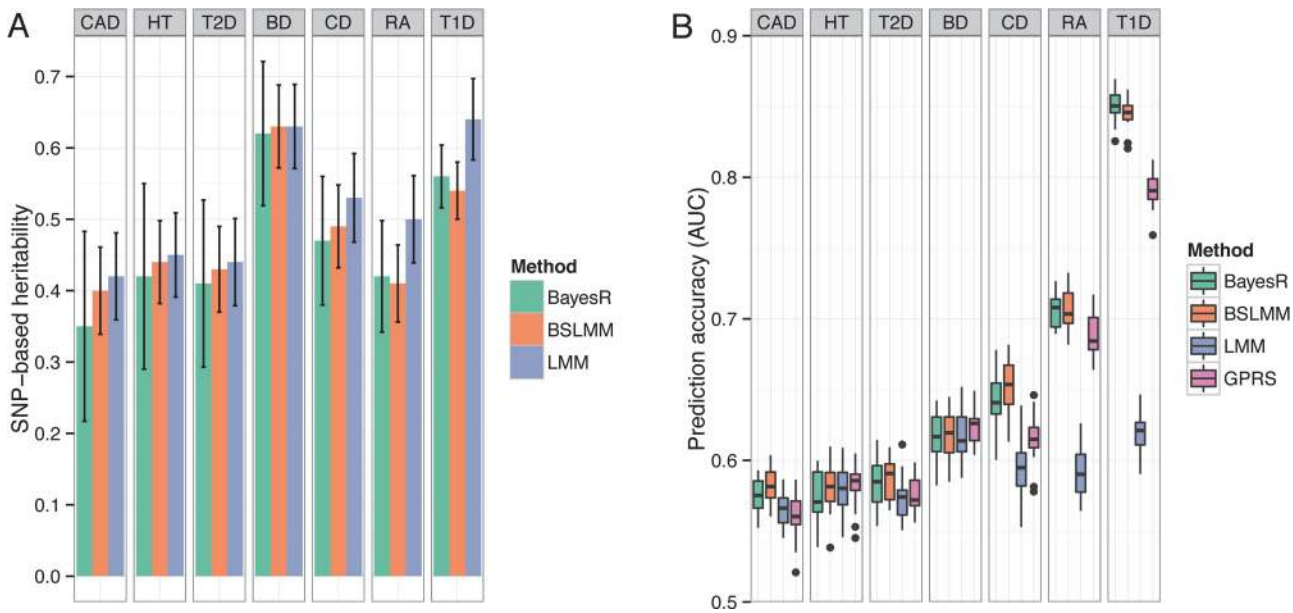 A
CAD HT T2D BD CD RA T1D
SNP-based heritability
0.7
0.6
0.5
0.4
0.3
0.2
0.1
0.0
Method
BayesR
BSLMM
LMM
B
CAD HT T2D BD CD RA T1D
Prediction accuracy (AUC)
0.9
0.8
0.7
0.6
0.5
Method
BayesR
BSLMM
LMM
GPRS